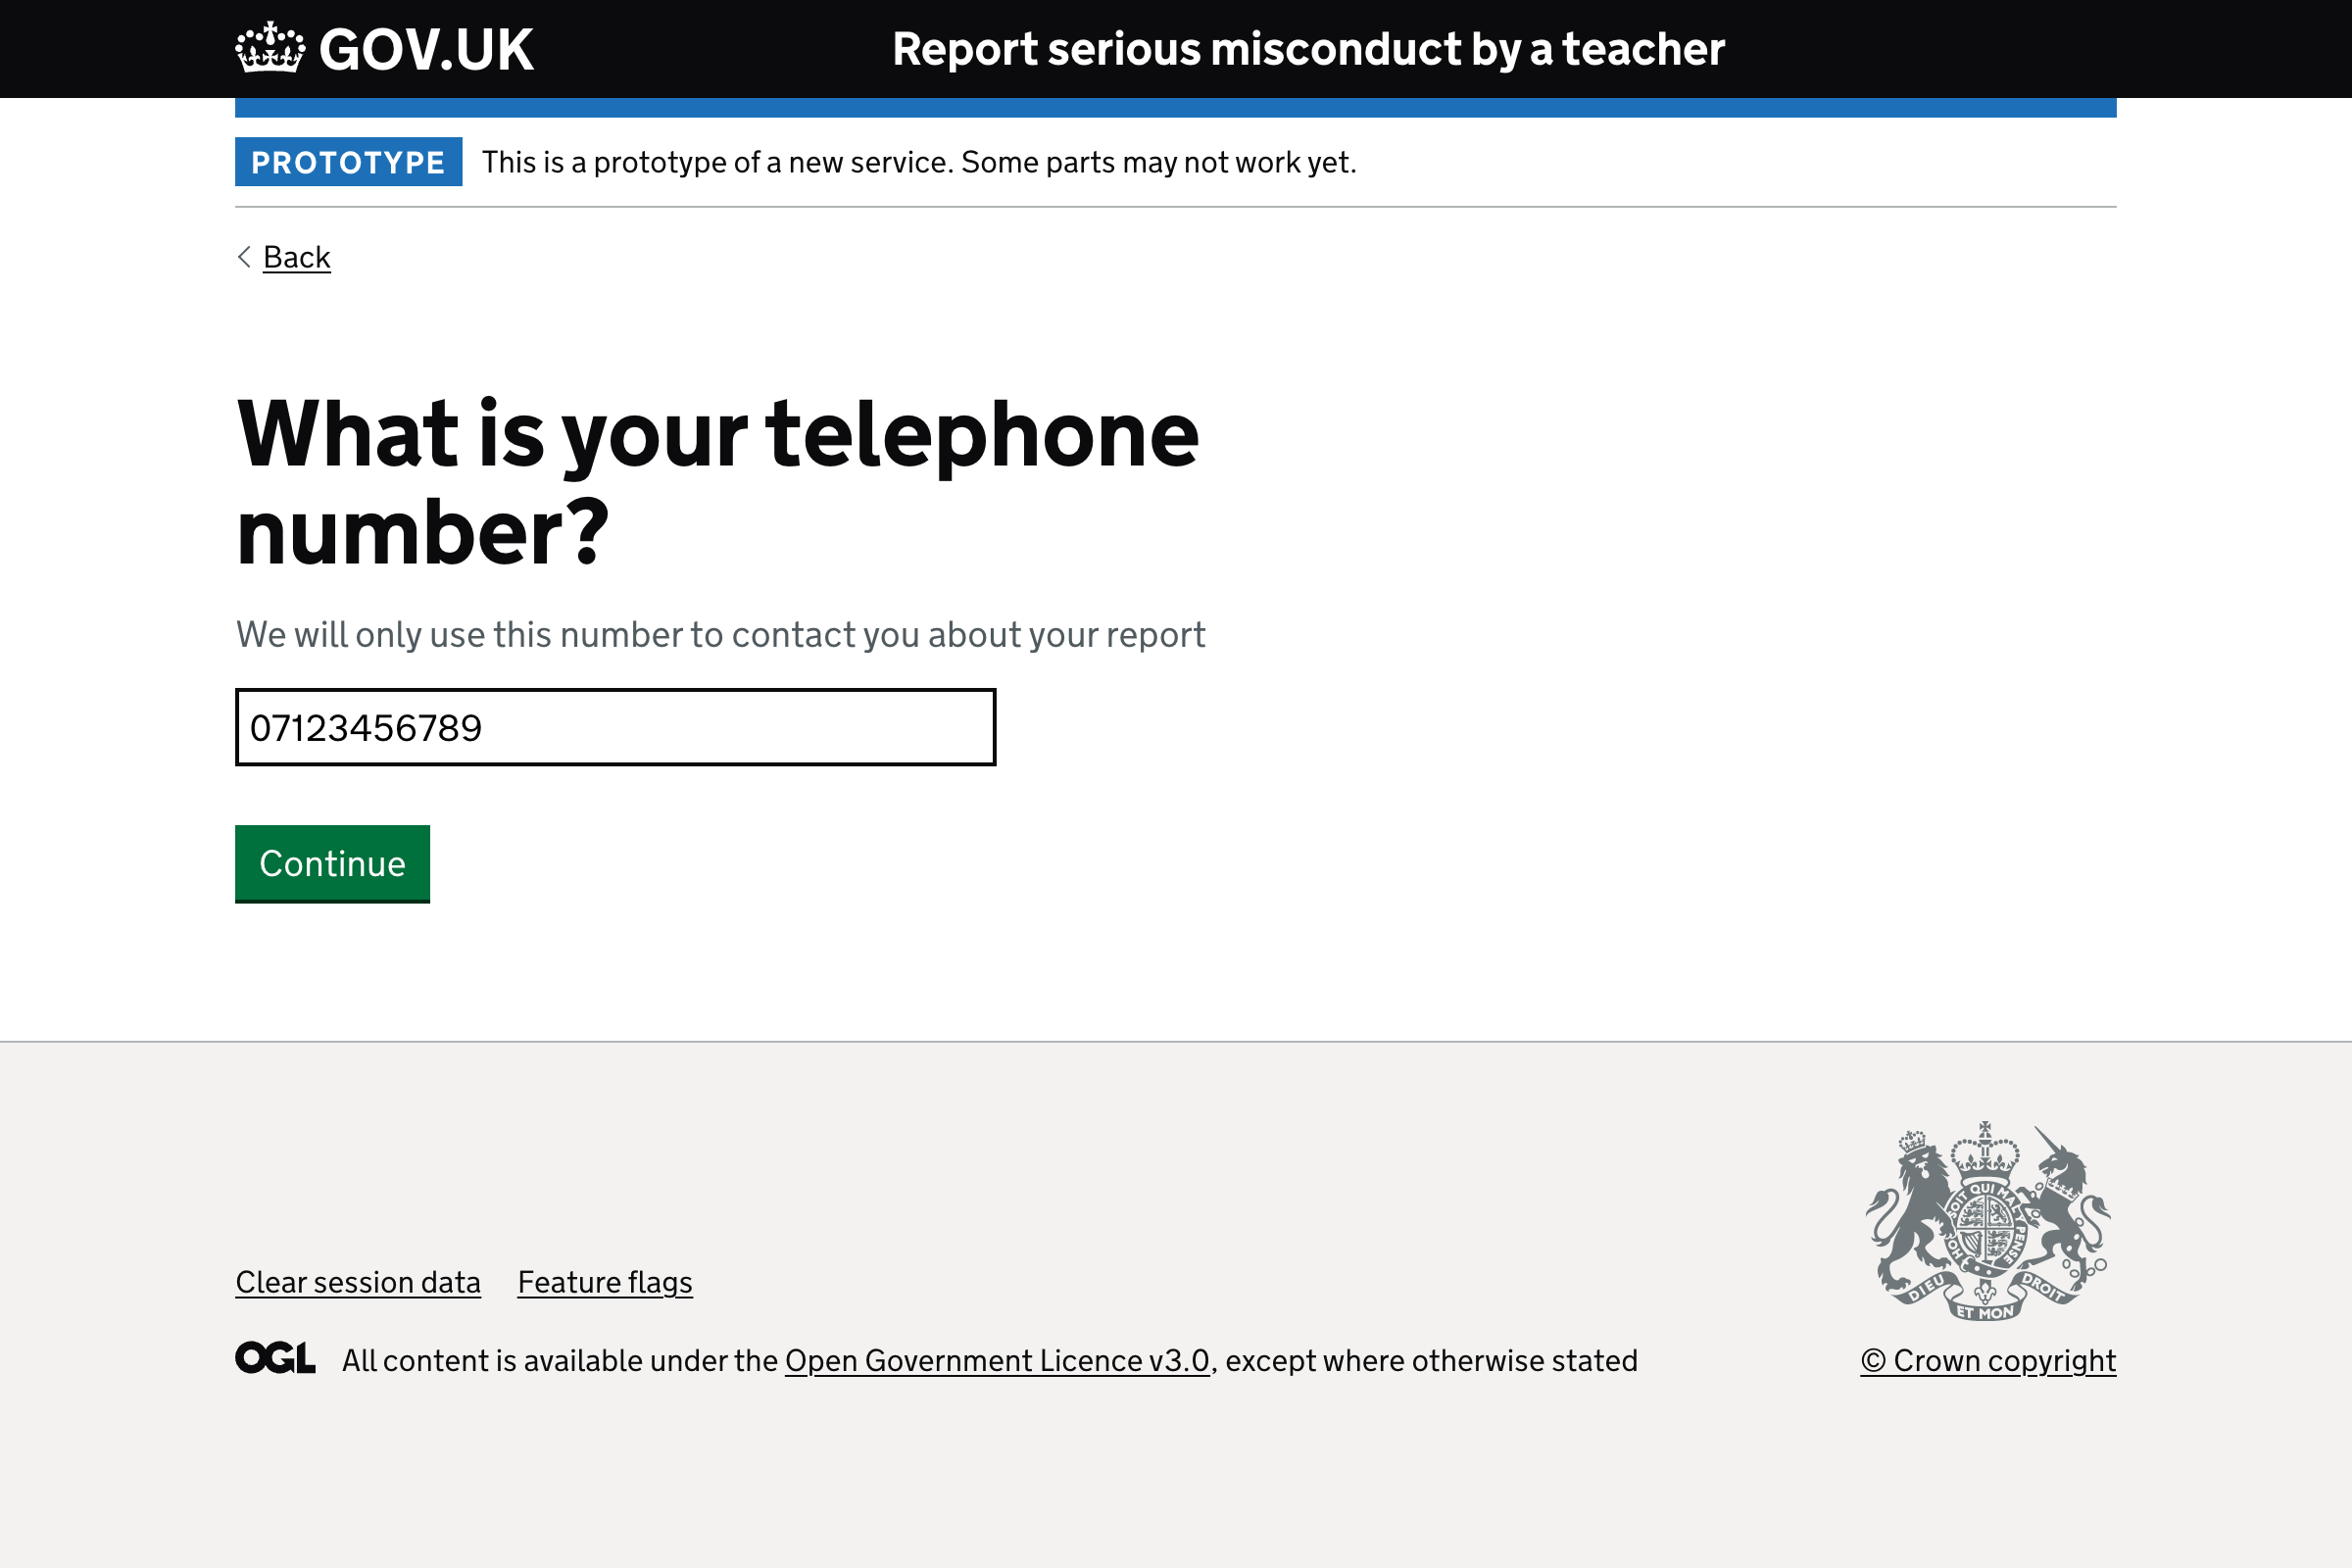 GOV.UK
Report serious misconduct by a teacher
PROTOTYPE
This is a prototype of a new service. Some parts may not work yet.
Back
What is your telephone
number?
We will only use this number to contact you about your report
07123456789
Continue
SOIT QUI MAL Y PENSE
HO
DIEU
ET MON
DROIT
Clear session data
Feature flags
OGL
All content is available under the Open Government Licence v3.0, except where otherwise stated
© Crown copyright